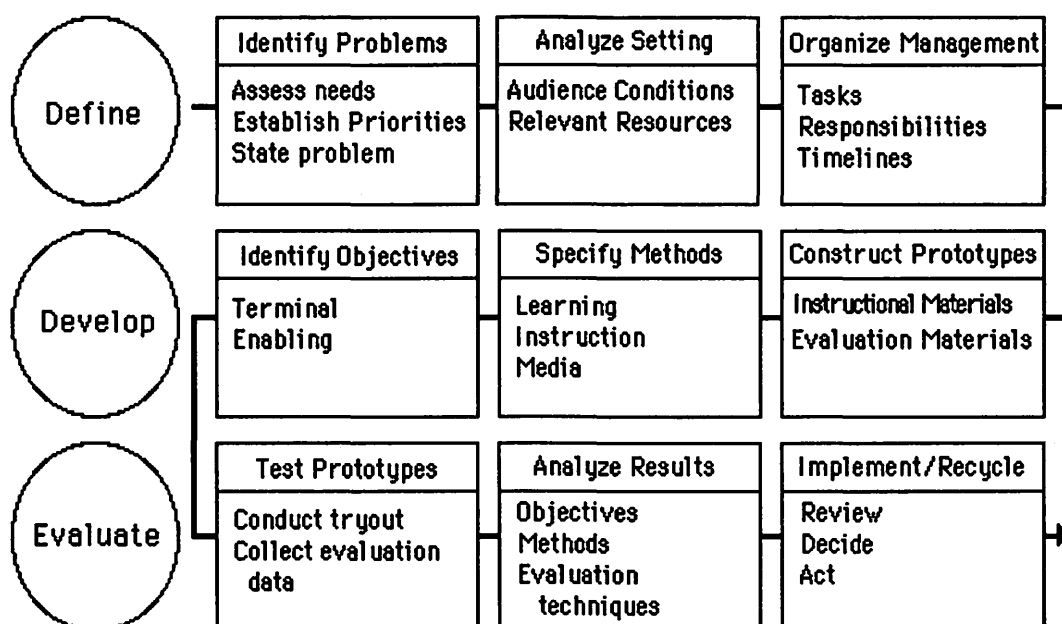 Define
Identify Problems
Assess needs
Establish Priorities
State problem
Analyze Setting
Audience Conditions
Relevant Resources
Organize Management
Tasks
Responsibilities
Timelines
Develop
Identify Objectives
Terminal
Enabling
Specify Methods
Learning
Instruction
Media
Construct Prototypes
Instructional Materials
Evaluation Materials
Evaluate
Test Prototypes
Conduct tryout
Collect evaluation
data
Analyze Results
Objectives
Methods
Evaluation
techniques
Implement/Recycle
Review
Decide
Act